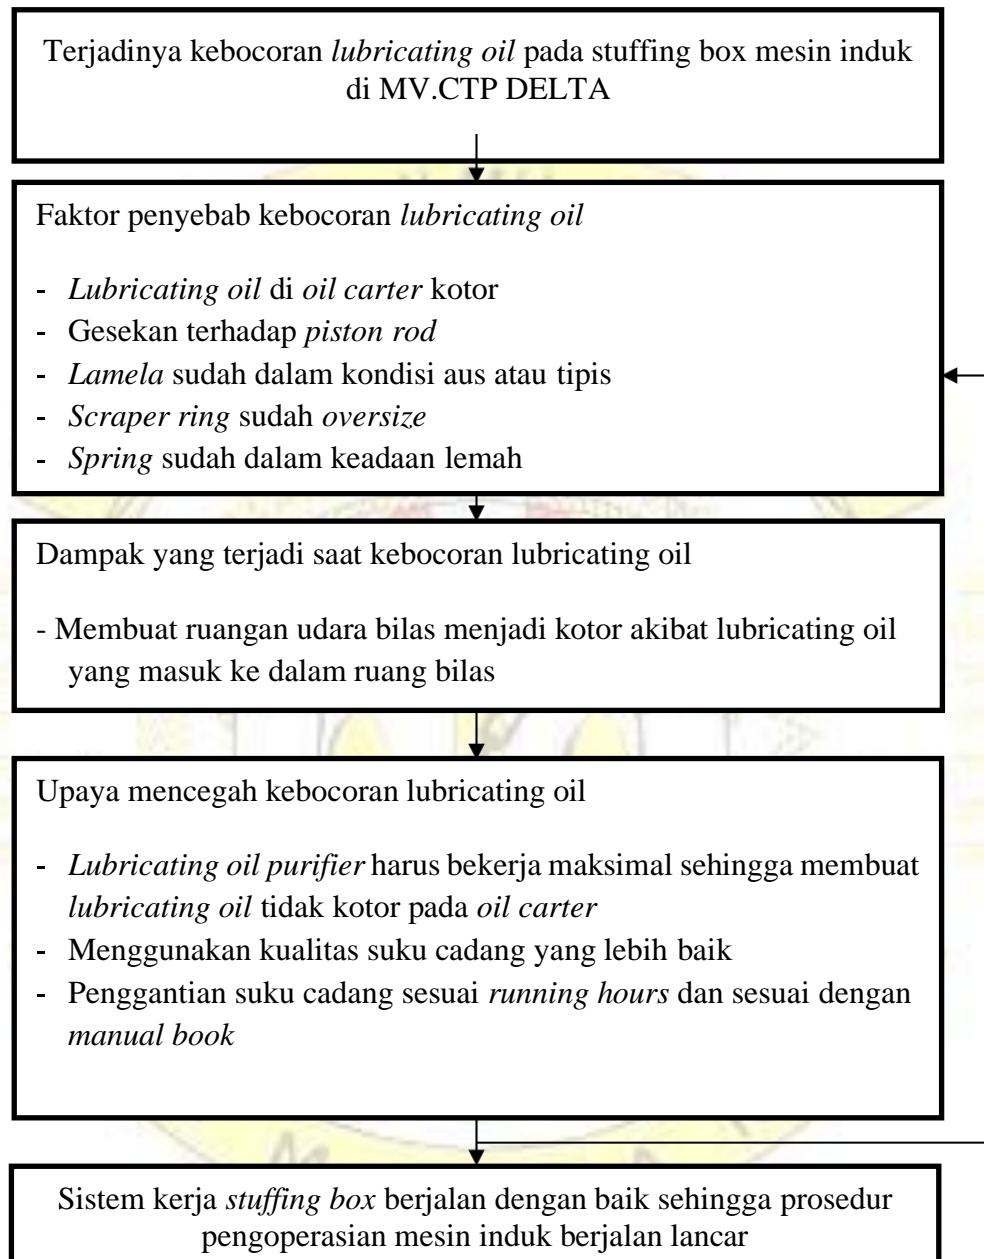 Terjadinya kebocoran lubricating oil pada stuffing box mesin induk
di MV.CTP DELTA
Faktor penyebab kebocoran lubricating oil
- Lubricating oil di oil carter kotor
- Gesekan terhadap piston rod
- Lamela sudah dalam kondisi aus atau tipis
- Scraper ring sudah oversize
- Spring sudah dalam keadaan lemah
Dampak yang terjadi saat kebocoran lubricating oil
- Membuat ruangan udara bilas menjadi kotor akibat lubricating oil
yang masuk ke dalam ruang bilas
Upaya mencegah kebocoran lubricating oil
- Lubricating oil purifier harus bekerja maksimal sehingga membuat
lubricating oil tidak kotor pada oil carter
- Menggunakan kualitas suku cadang yang lebih baik
- Penggantian suku cadang sesuai running hours dan sesuai dengan
manual book
Sistem kerja stuffing box berjalan dengan baik sehingga prosedur
pengoperasian mesin induk berjalan lancar